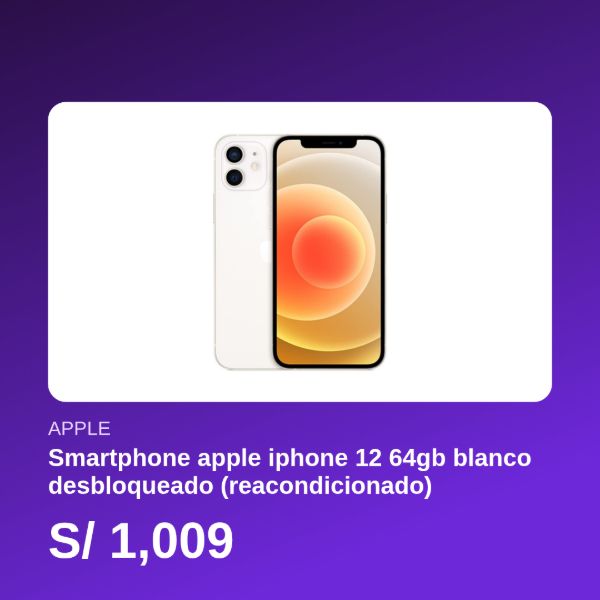 APPLE
Smartphone apple iphone 12 64gb blanco
desbloqueado (reacondicionado)
S/ 1,009